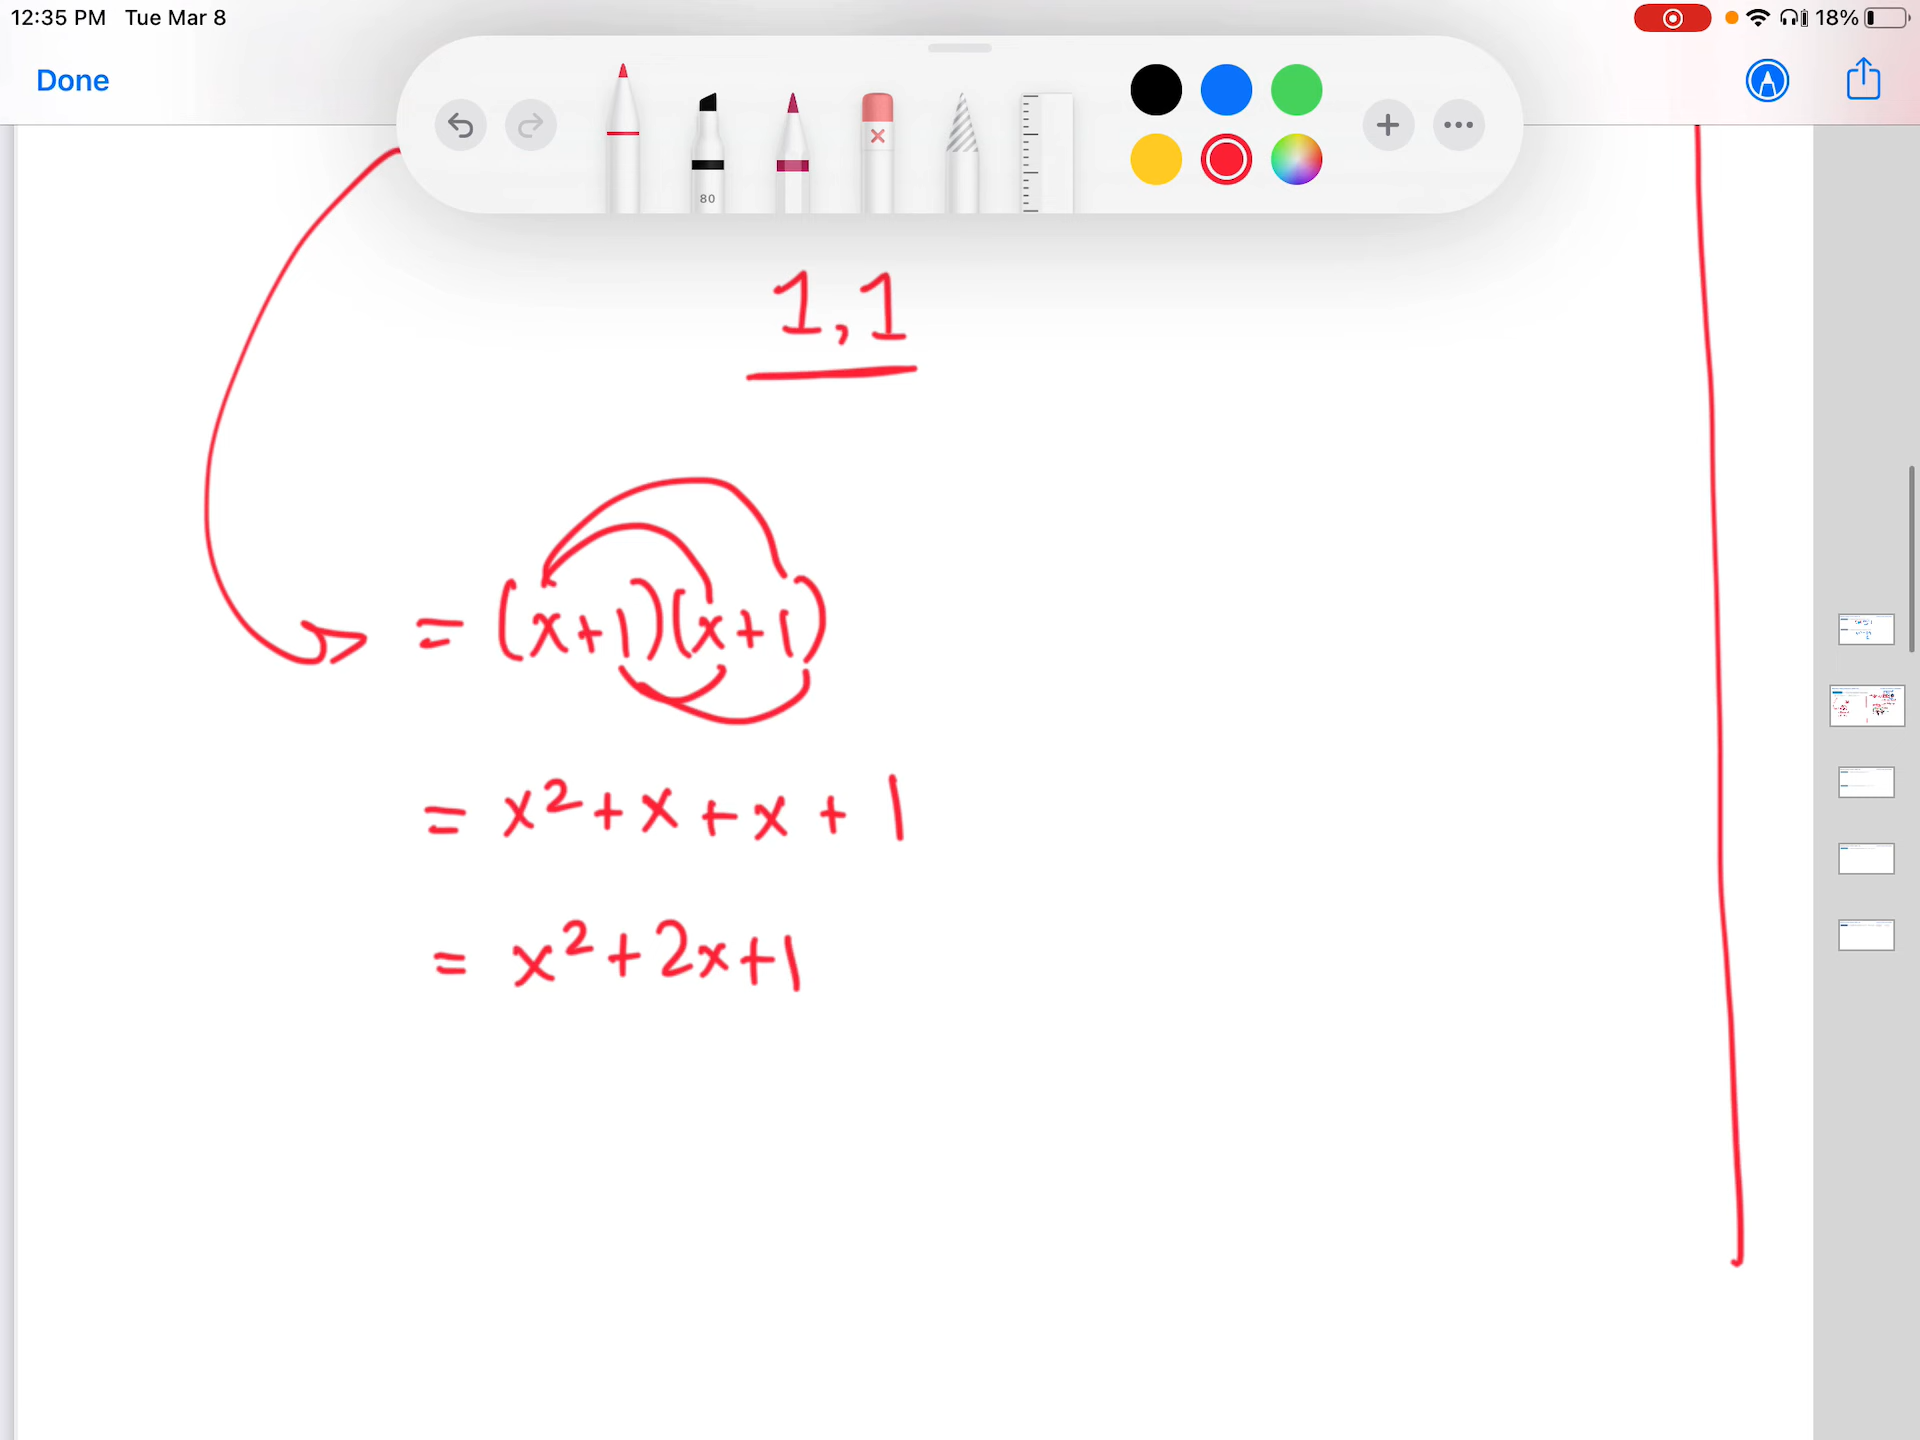 12:35 PM Tue Mar 8 18%
Done
80
1,1
= (x+1)(x+1)
= x² + x + x + 1
= x² + 2x + 1